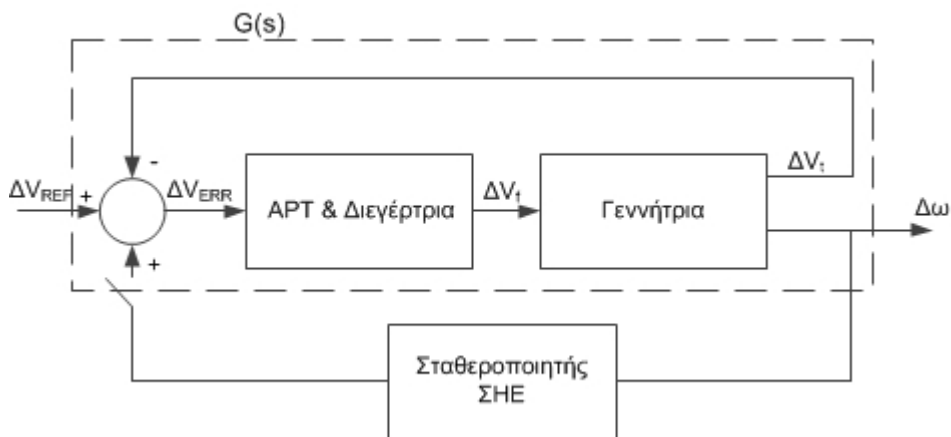 G(s)
-
ΔV_REF +
ΔV_ERR
ΑΡΤ & Διεγέρτρια
ΔV_f
Γεννήτρια
ΔV_t
Δω
+
Σταθεροποιητής
ΣΗΕ